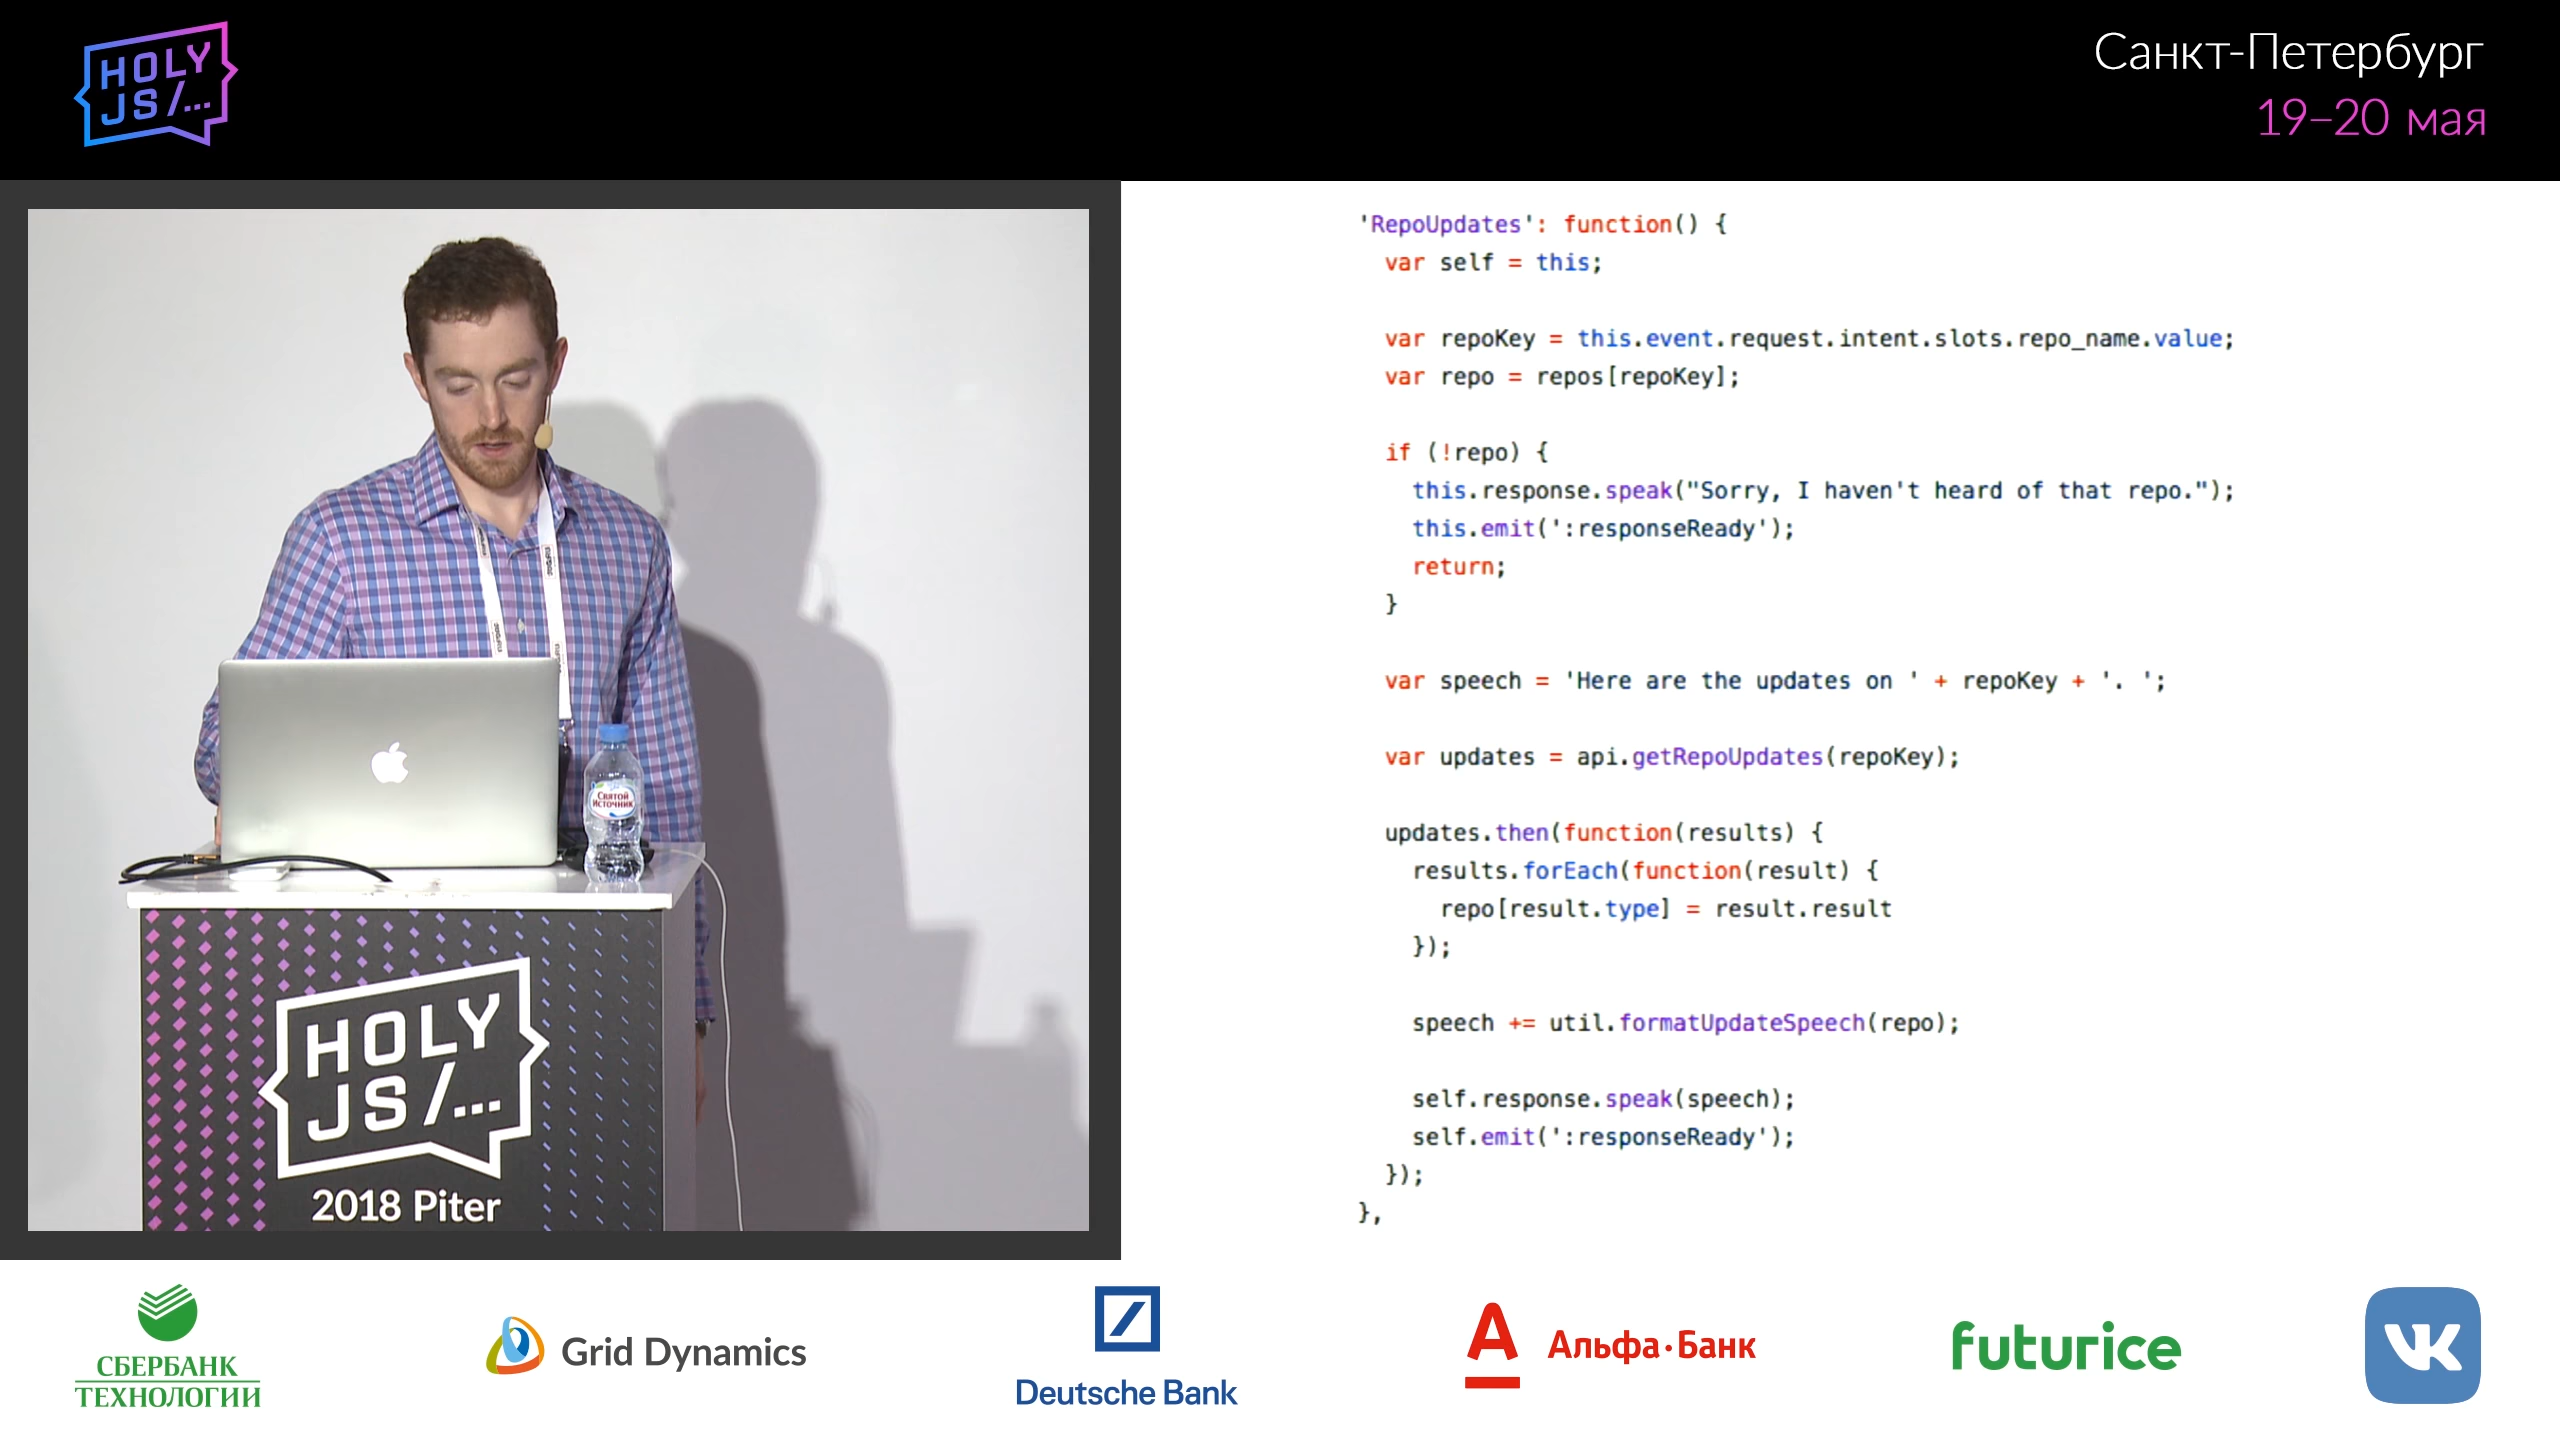 HOLY
JS/...
Санкт-Петербург
19–20 мая
'RepoUpdates': function() {
var self = this;
var repoKey = this.event.request.intent.slots.repo_name.value;
var repo = repos[repoKey];
if (!repo) {
this.response.speak("Sorry, I haven't heard of that repo.");
this.emit(':responseReady');
return;
}
var speech = 'Here are the updates on ' + repoKey + '. ';
var updates = api.getRepoUpdates(repoKey);
updates.then(function(results) {
results.forEach(function(result) {
repo[result.type] = result.result
});
speech += util.formatUpdateSpeech(repo);
self.response.speak(speech);
self.emit(':responseReady');
});
},
СВЯТОЙ
ИСТОЧНИК
HOLY
JS/...
2018 Piter
СБЕРБАНК
ТЕХНОЛОГИИ
Grid Dynamics
Deutsche Bank
Альфа·Банк
futurice
VK